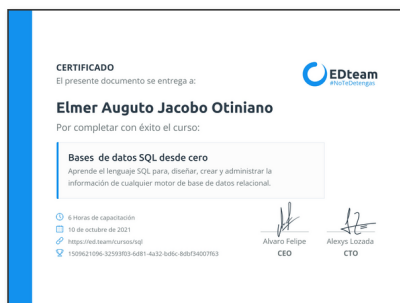 CERTIFICADO
El presente documento se entrega a:
EDteam
#NoTeDetengas
Elmer Auguto Jacobo Otiniano
Por completar con éxito el curso:
Bases de datos SQL desde cero
Aprende el lenguaje SQL para, diseñar, crear y administrar la
información de cualquier motor de base de datos relacional.
6 Horas de capacitación
10 de octubre de 2021
https://ed.team/cursos/sql
1509621096-32593f03-6d81-4a32-bd6c-8dbf34007f63
Alvaro Felipe
CEO
Alexys Lozada
CTO